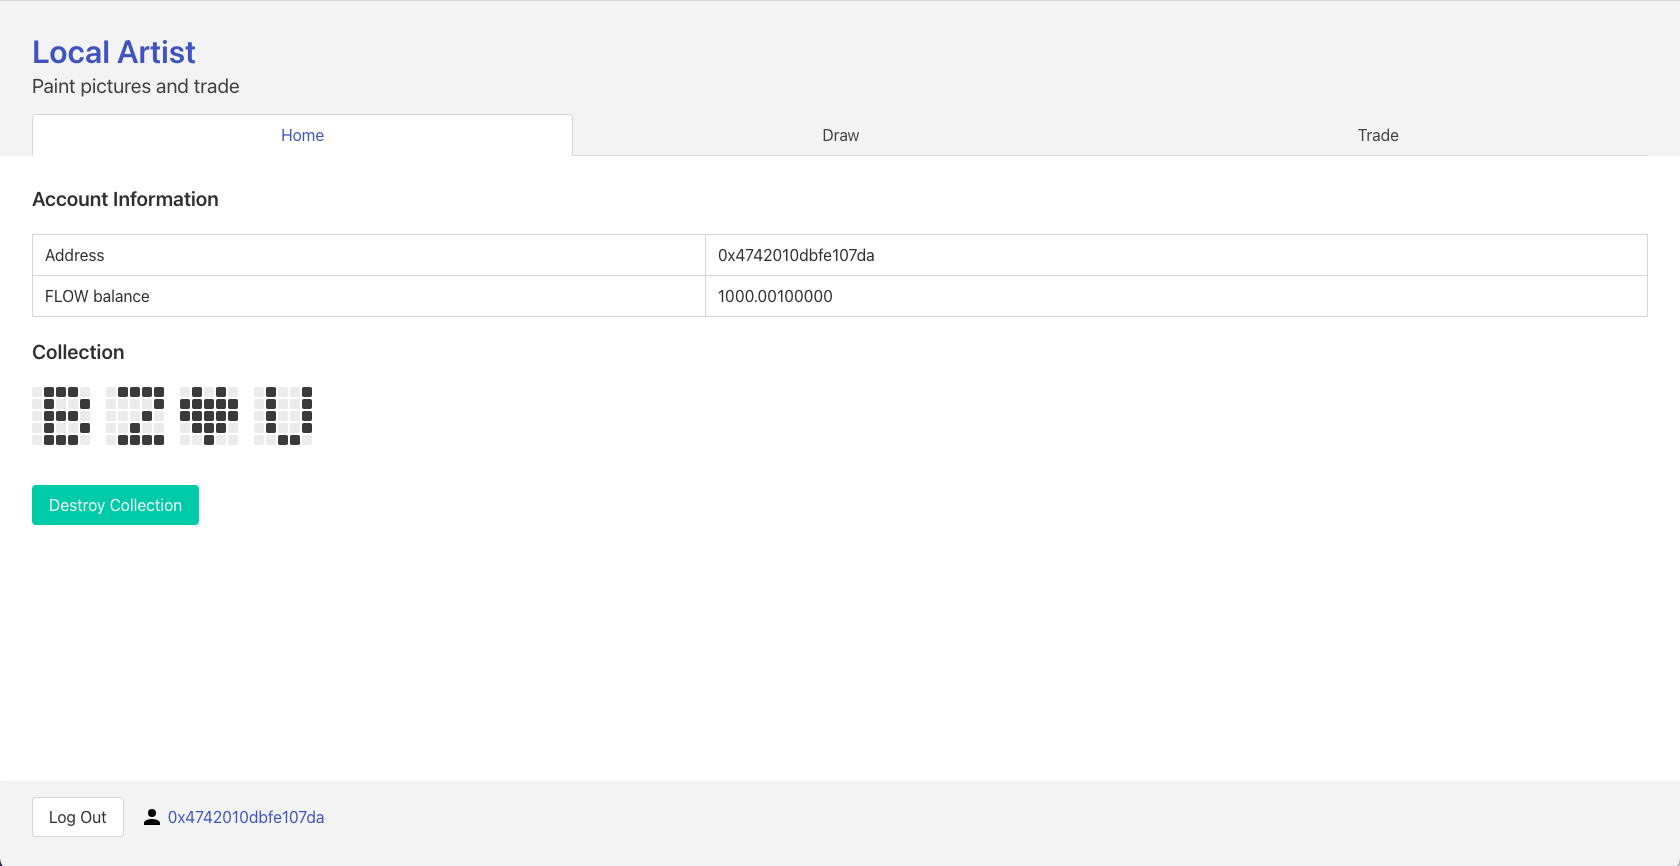 Local Artist
Paint pictures and trade
Home Draw Trade
Account Information
Address 0x4742010dbfe107da
FLOW balance 1000.00100000
Collection
Destroy Collection
Log Out 0x4742010dbfe107da